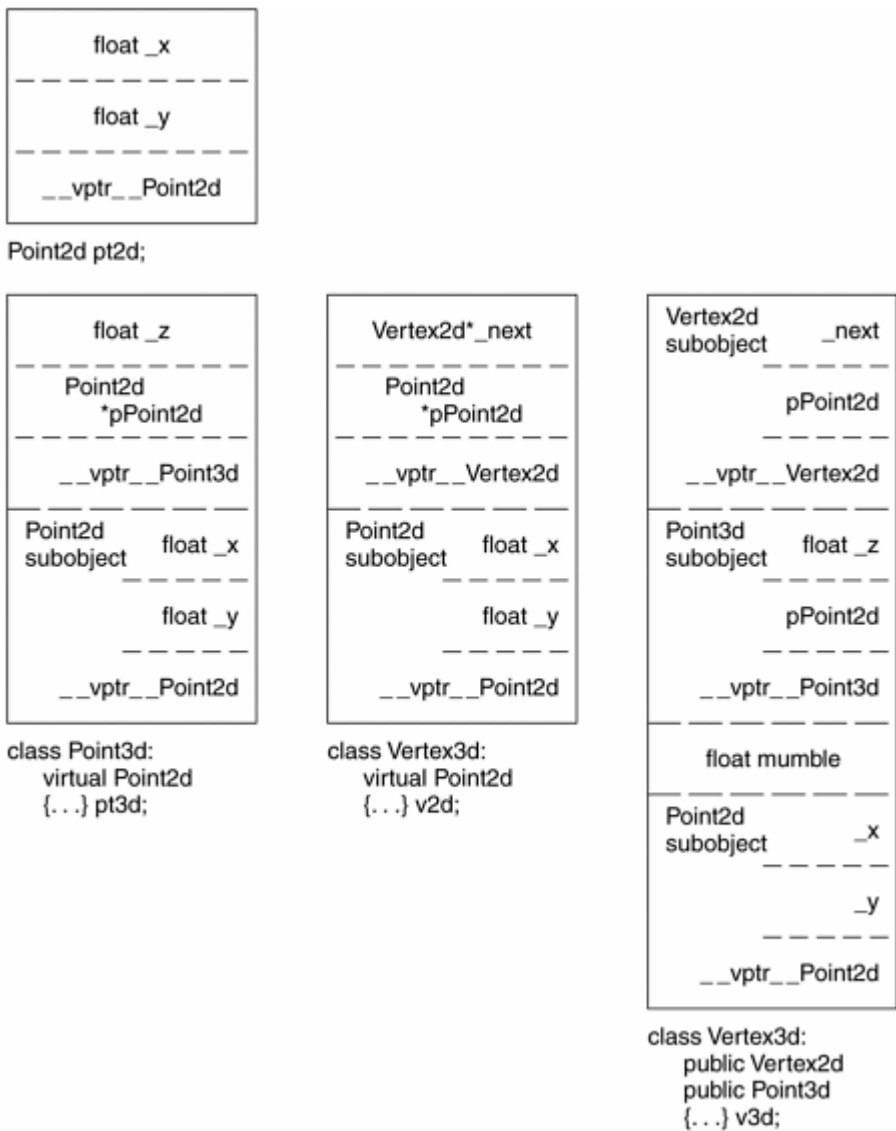 float _x
float _y
__vptr__Point2d
Point2d pt2d;
float _z
Point2d
*pPoint2d
__vptr__Point3d
Point2d
subobject float _x
float _y
__vptr__Point2d
class Point3d:
virtual Point2d
{...} pt3d;
Vertex2d*_next
Point2d
*pPoint2d
__vptr__Vertex2d
Point2d
subobject float _x
float _y
__vptr__Point2d
class Vertex3d:
virtual Point2d
{...} v2d;
Vertex2d
subobject _next
pPoint2d
__vptr__Vertex2d
Point3d
subobject float _z
pPoint2d
__vptr__Point3d
float mumble
Point2d
subobject _x
_y
__vptr__Point2d
class Vertex3d:
public Vertex2d
public Point3d
{...} v3d;